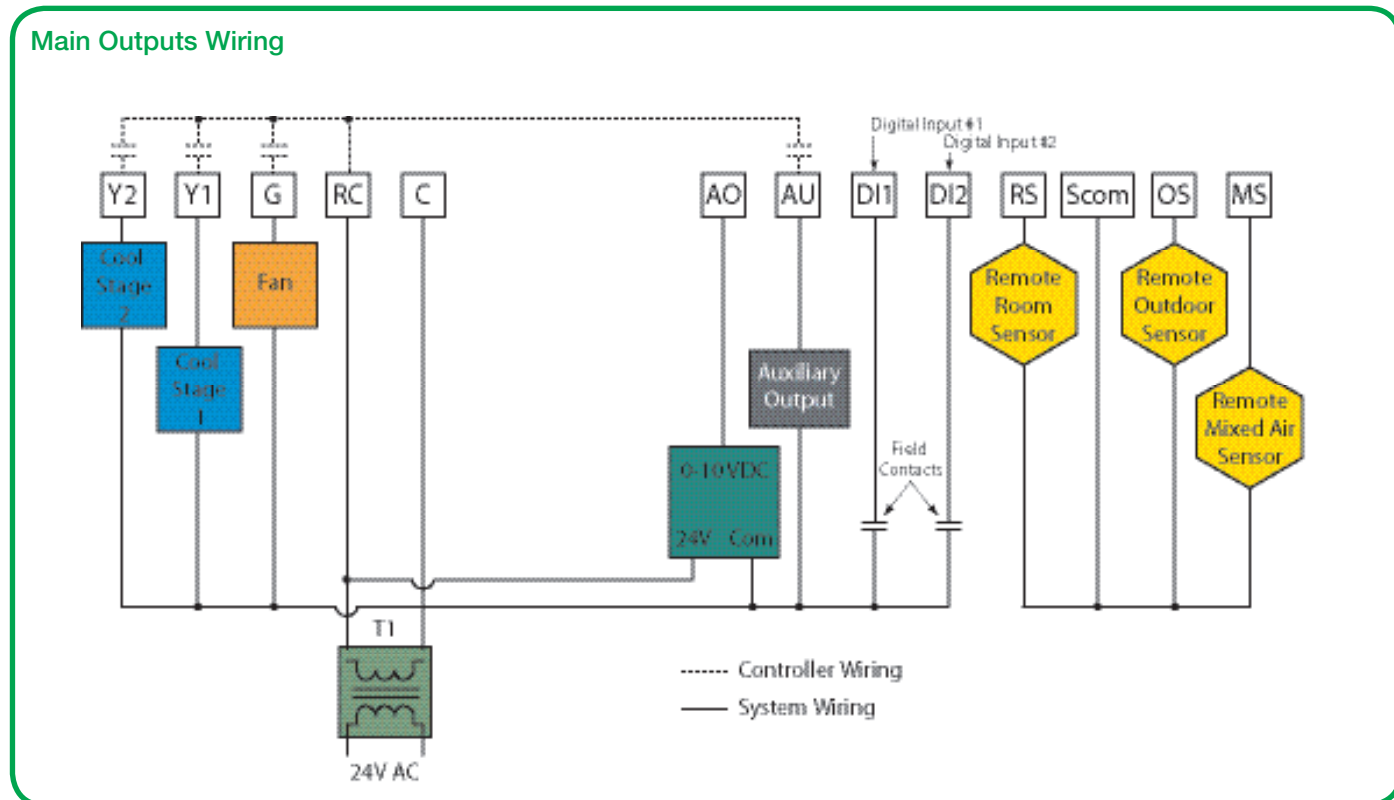 Main Outputs Wiring
Digital Input #1
Digital Input #2
Y2 Y1 G RC C AO AU DI1 DI2 RS Scom OS MS
Cool
Stage
2
Fan
Cool
Stage
1
Auxiliary
Output
0-10 VDC
24V Com
Field
Contacts
Remote
Room
Sensor
Remote
Outdoor
Sensor
Remote
Mixed Air
Sensor
T1
24V AC
Controller Wiring
System Wiring